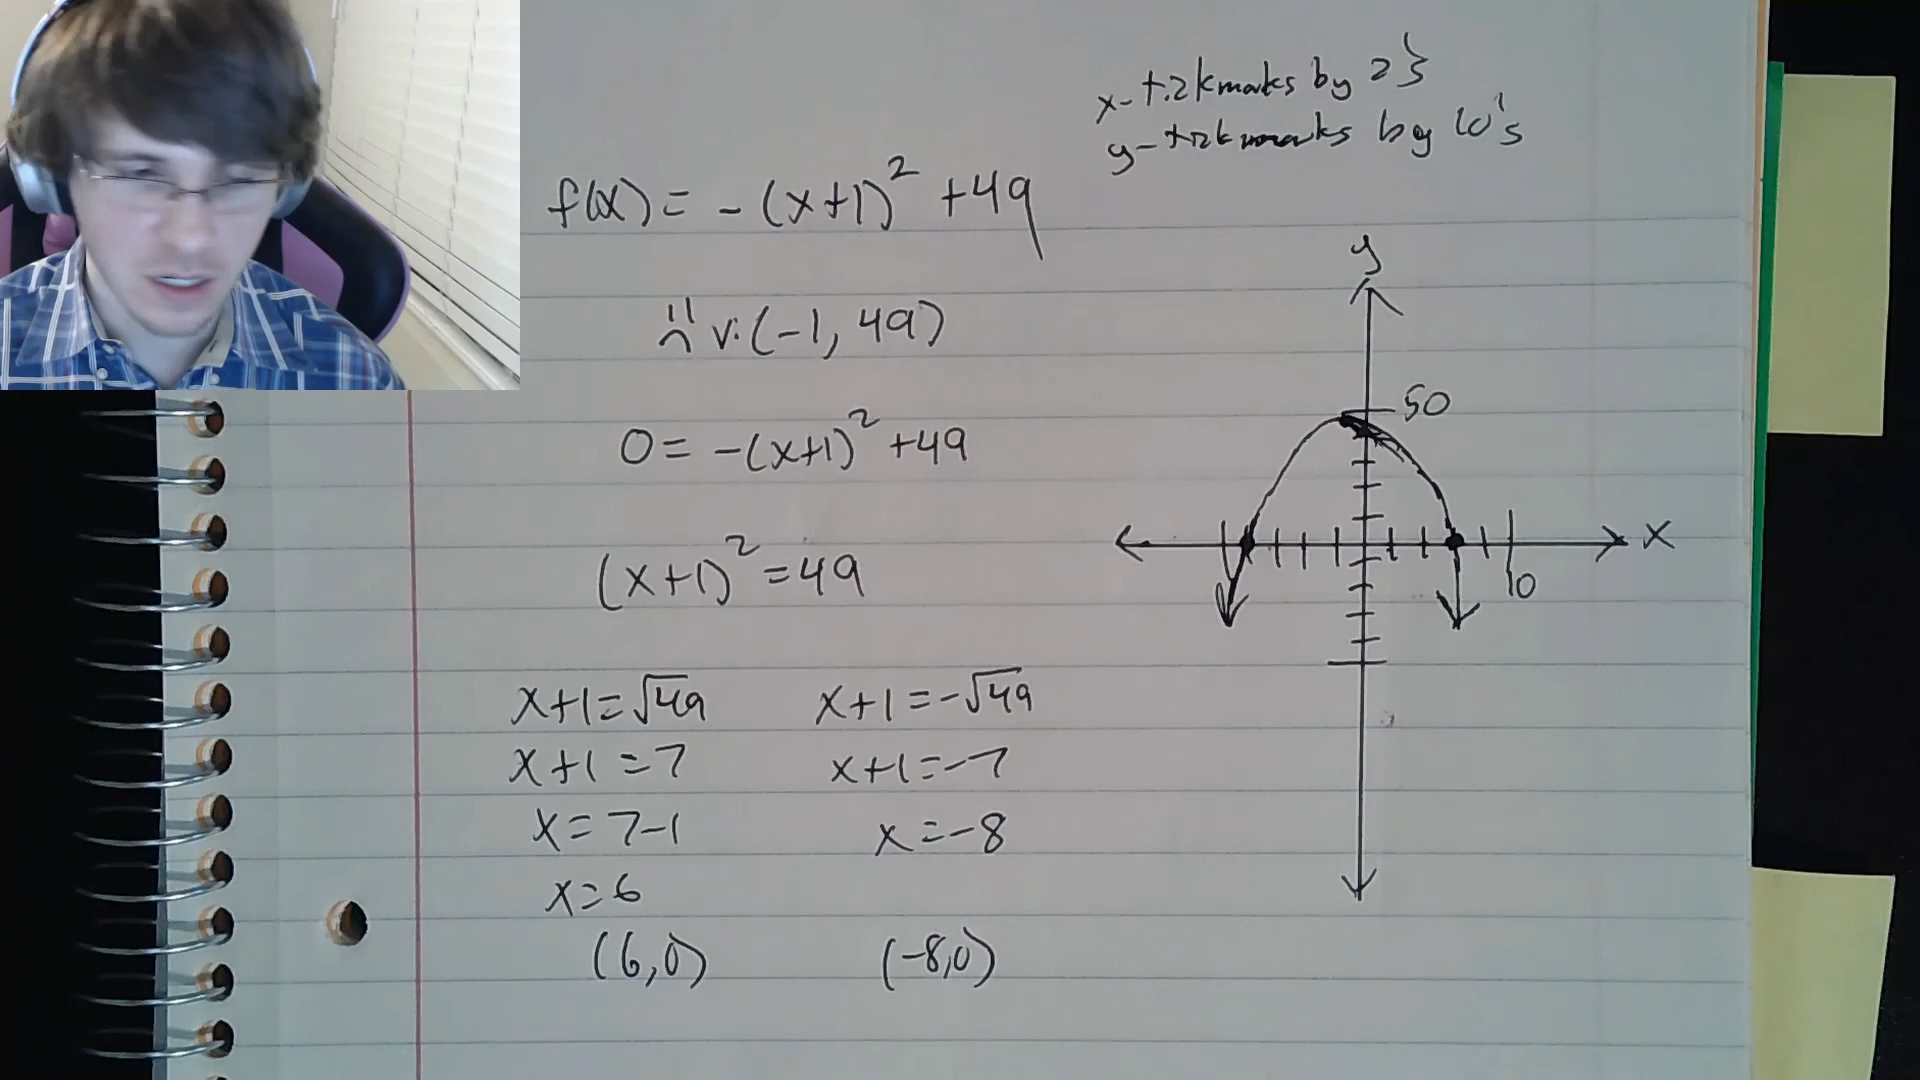 x-tickmarks by 2's
y-tickmarks by 10's
f(x) = -(x+1)² +49
v:(-1, 49)
0 = -(x+1)² +49
(x+1)² = 49
x+1 = √49 x+1 = -√49
x+1 = 7 x+1 = -7
x = 7-1 x = -8
x = 6
(6,0) (-8,0)
y
50
x
10